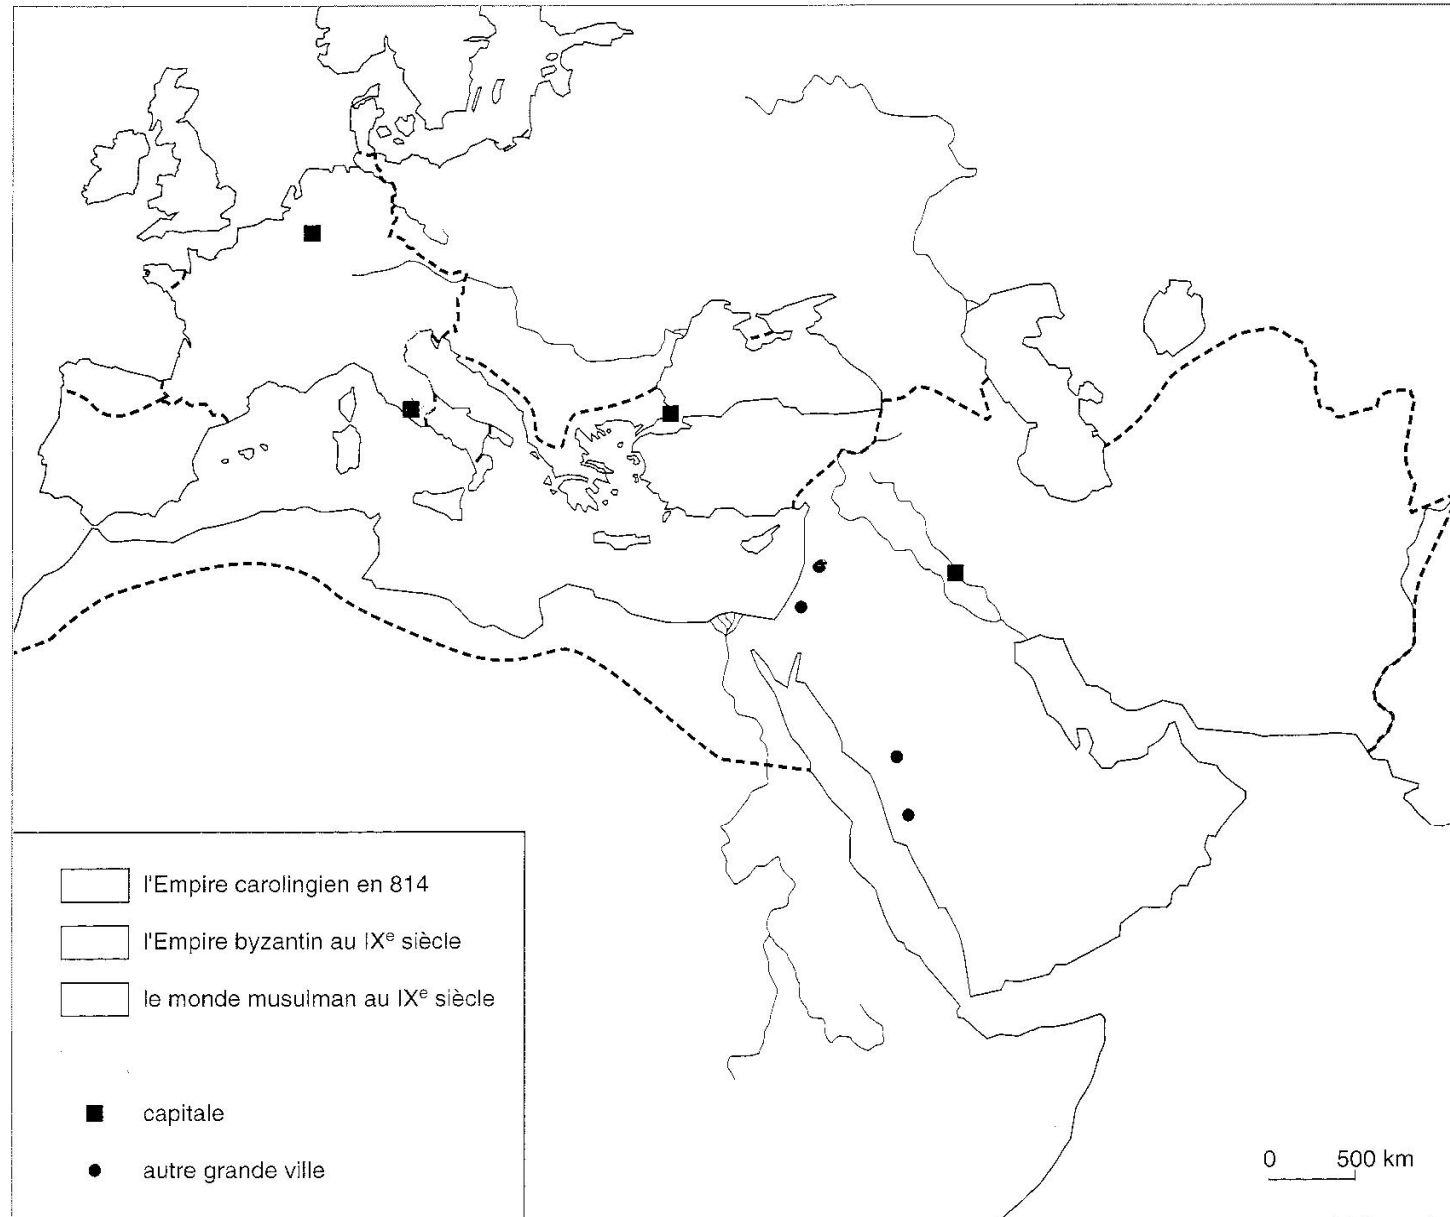 l'Empire carolingien en 814
l'Empire byzantin au IXe siècle
le monde musulman au IXe siècle
capitale
autre grande ville
0 500 km